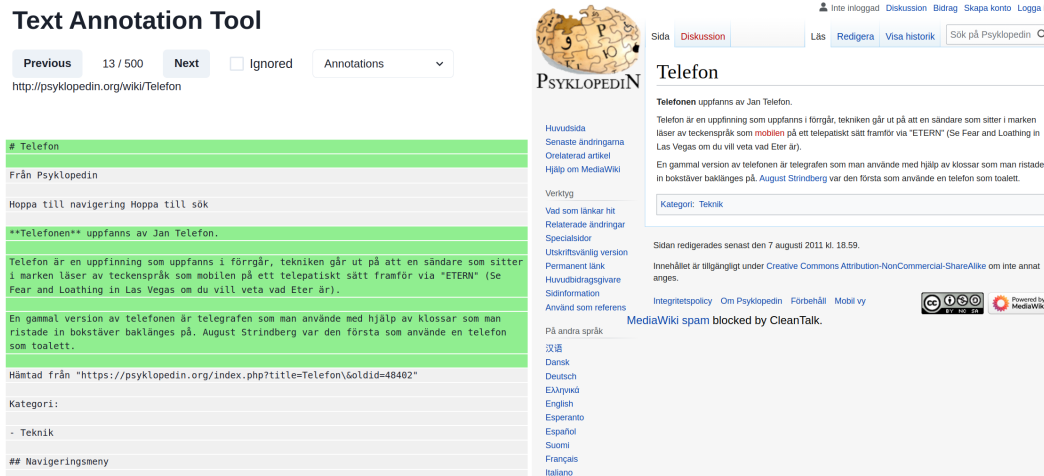 Text Annotation Tool
Previous 13 / 500 Next Ignored Annotations
http://psyklopedin.org/wiki/Telefon
# Telefon
Från Psyklopedin
Hoppa till navigering Hoppa till sök
**Telefonen** uppfanns av Jan Telefon.
Telefon är en uppfinning som uppfanns i förrgår, tekniken går ut på att en sändare som sitter
i marken läser av teckenspråk som mobilen på ett telepatiskt sätt framför via "ETERN" (Se
Fear and Loathing in Las Vegas om du vill veta vad Eter är).
En gammal version av telefonen är telegrafen som man använde med hjälp av klossar som man
ristade in bokstäver baklänges på. August Strindberg var den första som använde en telefon
som toalett.
Hämtad från "https://psyklopedin.org/index.php?title=Telefon\&oldid=48402"
Kategori:
- Teknik
## Navigeringsmeny
PSYKLOPEDIN
Huvudsida
Senaste ändringarna
Orelaterad artikel
Hjälp om MediaWiki
Verktyg
Vad som länkar hit
Relaterade ändringar
Specialsidor
Utskriftsvänlig version
Permanent länk
Huvudbidragsgivare
Sidinformation
Använd som referens
På andra språk
汉语
Dansk
Deutsch
Ελληνικά
English
Esperanto
Español
Suomi
Français
Italiano
Inte inloggad Diskussion Bidrag Skapa konto Logga
Sida Diskussion Läs Redigera Visa historik Sök på Psyklopedin
Telefon
Telefonen uppfanns av Jan Telefon.
Telefon är en uppfinning som uppfanns i förrgår, tekniken går ut på att en sändare som sitter i marken
läser av teckenspråk som mobilen på ett telepatiskt sätt framför via "ETERN" (Se Fear and Loathing in
Las Vegas om du vill veta vad Eter är).
En gammal version av telefonen är telegrafen som man använde med hjälp av klossar som man ristade
in bokstäver baklänges på. August Strindberg var den första som använde en telefon som toalett.
Kategori: Teknik
Sidan redigerades senast den 7 augusti 2011 kl. 18.59.
Innehållet är tillgängligt under Creative Commons Attribution-NonCommercial-ShareAlike om inte annat
anges.
Integritetspolicy Om Psyklopedin Förbehåll Mobil vy
CC BY NC SA
Powered by
MediaWiki
MediaWiki spam blocked by CleanTalk.